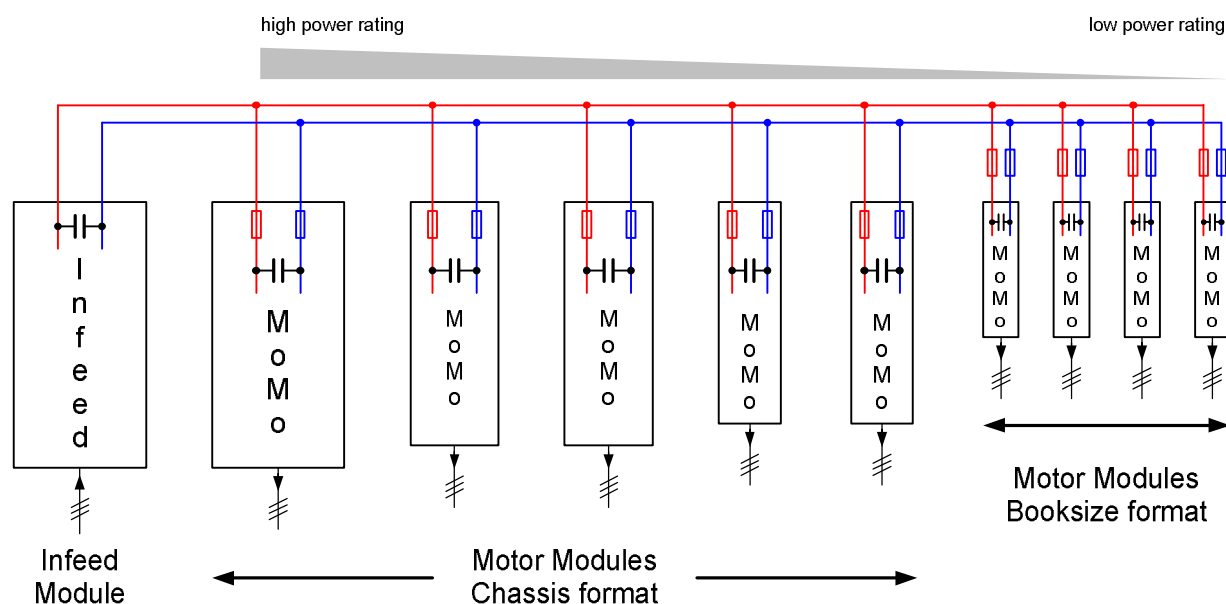 high power rating
low power rating
Infeed
MoMo
MoMo
MoMo
MoMo
MoMo
MoMo
MoMo
MoMo
MoMo
Motor Modules
Booksize format
Infeed
Module
Motor Modules
Chassis format